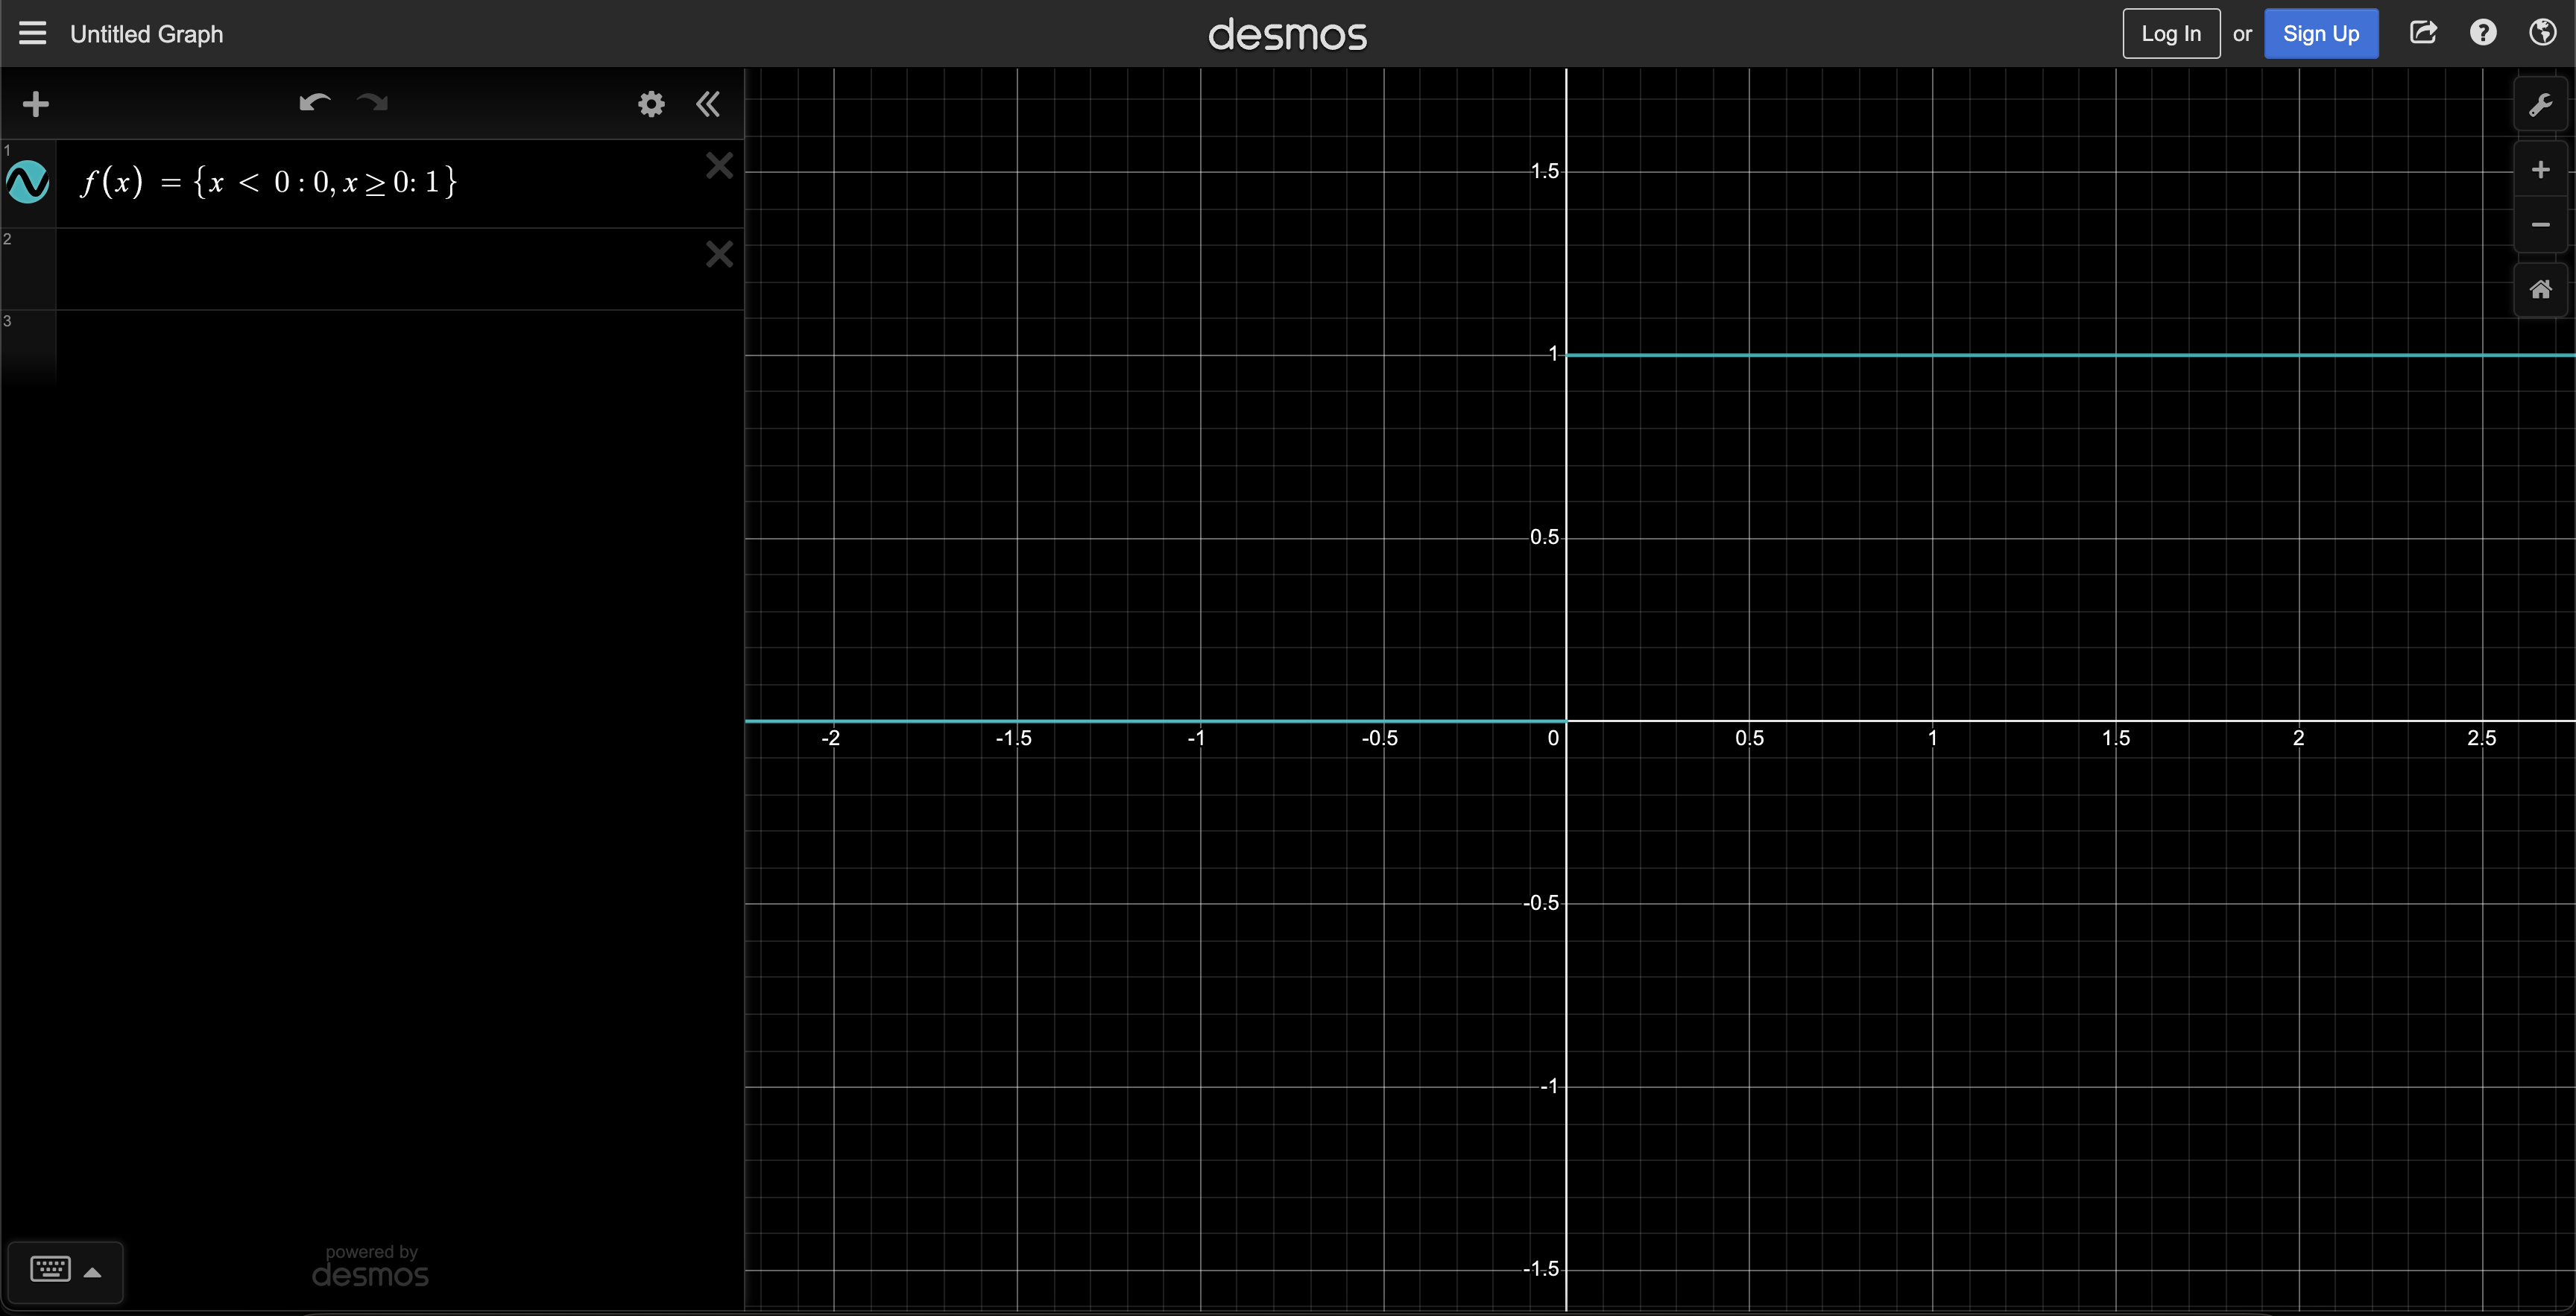 Untitled Graph
desmos
Log In or Sign Up
1
f(x) = {x < 0 : 0, x ≥ 0: 1}
2
3
1.5
1
0.5
-2 -1.5 -1 -0.5 0 0.5 1 1.5 2 2.5
-0.5
-1
-1.5
powered by
desmos